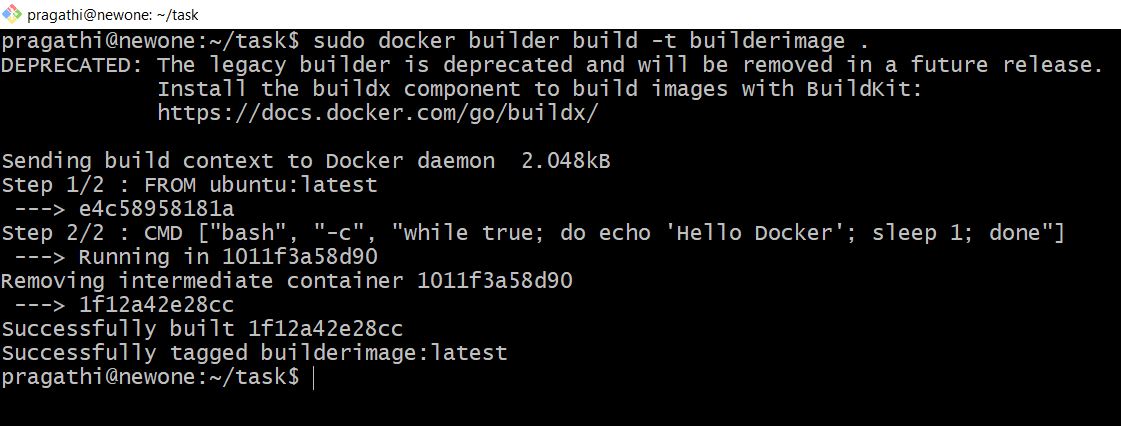 pragathi@newone: ~/task
pragathi@newone:~/task$ sudo docker builder build -t builderimage .
DEPRECATED: The legacy builder is deprecated and will be removed in a future release.
            Install the buildx component to build images with BuildKit:
            https://docs.docker.com/go/buildx/

Sending build context to Docker daemon  2.048kB
Step 1/2 : FROM ubuntu:latest
 ---> e4c58958181a
Step 2/2 : CMD ["bash", "-c", "while true; do echo 'Hello Docker'; sleep 1; done"]
 ---> Running in 1011f3a58d90
Removing intermediate container 1011f3a58d90
 ---> 1f12a42e28cc
Successfully built 1f12a42e28cc
Successfully tagged builderimage:latest
pragathi@newone:~/task$